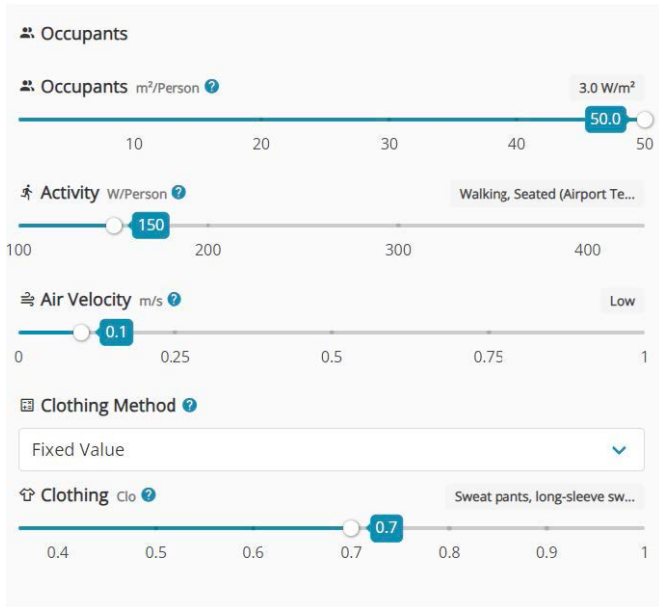 Occupants
Occupants m²/Person ? 3.0 W/m²
50.0
10 20 30 40 50
Activity W/Person ? Walking, Seated (Airport Te...
150
100 200 300 400
Air Velocity m/s ? Low
0.1
0 0.25 0.5 0.75 1
Clothing Method ?
Fixed Value
Clothing Clo ? Sweat pants, long-sleeve sw...
0.7
0.4 0.5 0.6 0.7 0.8 0.9 1